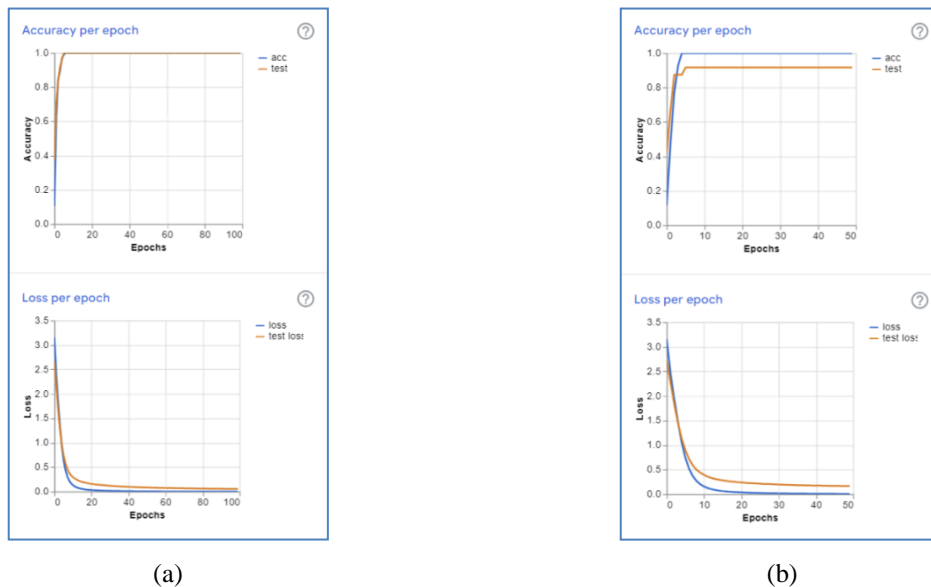 Accuracy per epoch
?
1.0
0.8
0.6
0.4
0.2
0.0
Accuracy
0 20 40 60 80 100
Epochs
acc
test
Loss per epoch
?
3.5
3.0
2.5
2.0
1.5
1.0
0.5
0.0
Loss
0 20 40 60 80 100
Epochs
loss
test loss
(a)
Accuracy per epoch
?
1.0
0.8
0.6
0.4
0.2
0.0
Accuracy
0 10 20 30 40 50
Epochs
acc
test
Loss per epoch
?
3.5
3.0
2.5
2.0
1.5
1.0
0.5
0.0
Loss
0 10 20 30 40 50
Epochs
loss
test loss
(b)